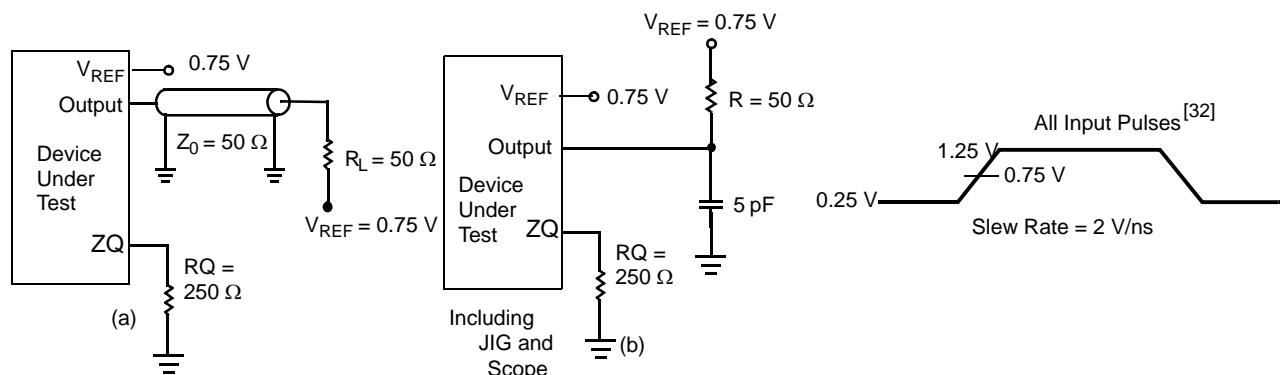 V_REF 0.75 V
Output
Z_0 = 50 Ω
Device
Under
Test
R_L = 50 Ω
V_REF = 0.75 V
ZQ
RQ =
250 Ω
(a)
V_REF = 0.75 V
R = 50 Ω
V_REF 0.75 V
Output
Device
Under
Test
5 pF
ZQ
RQ =
250 Ω
Including
JIG and
Scope
(b)
All Input Pulses[32]
1.25 V
0.75 V
0.25 V
Slew Rate = 2 V/ns